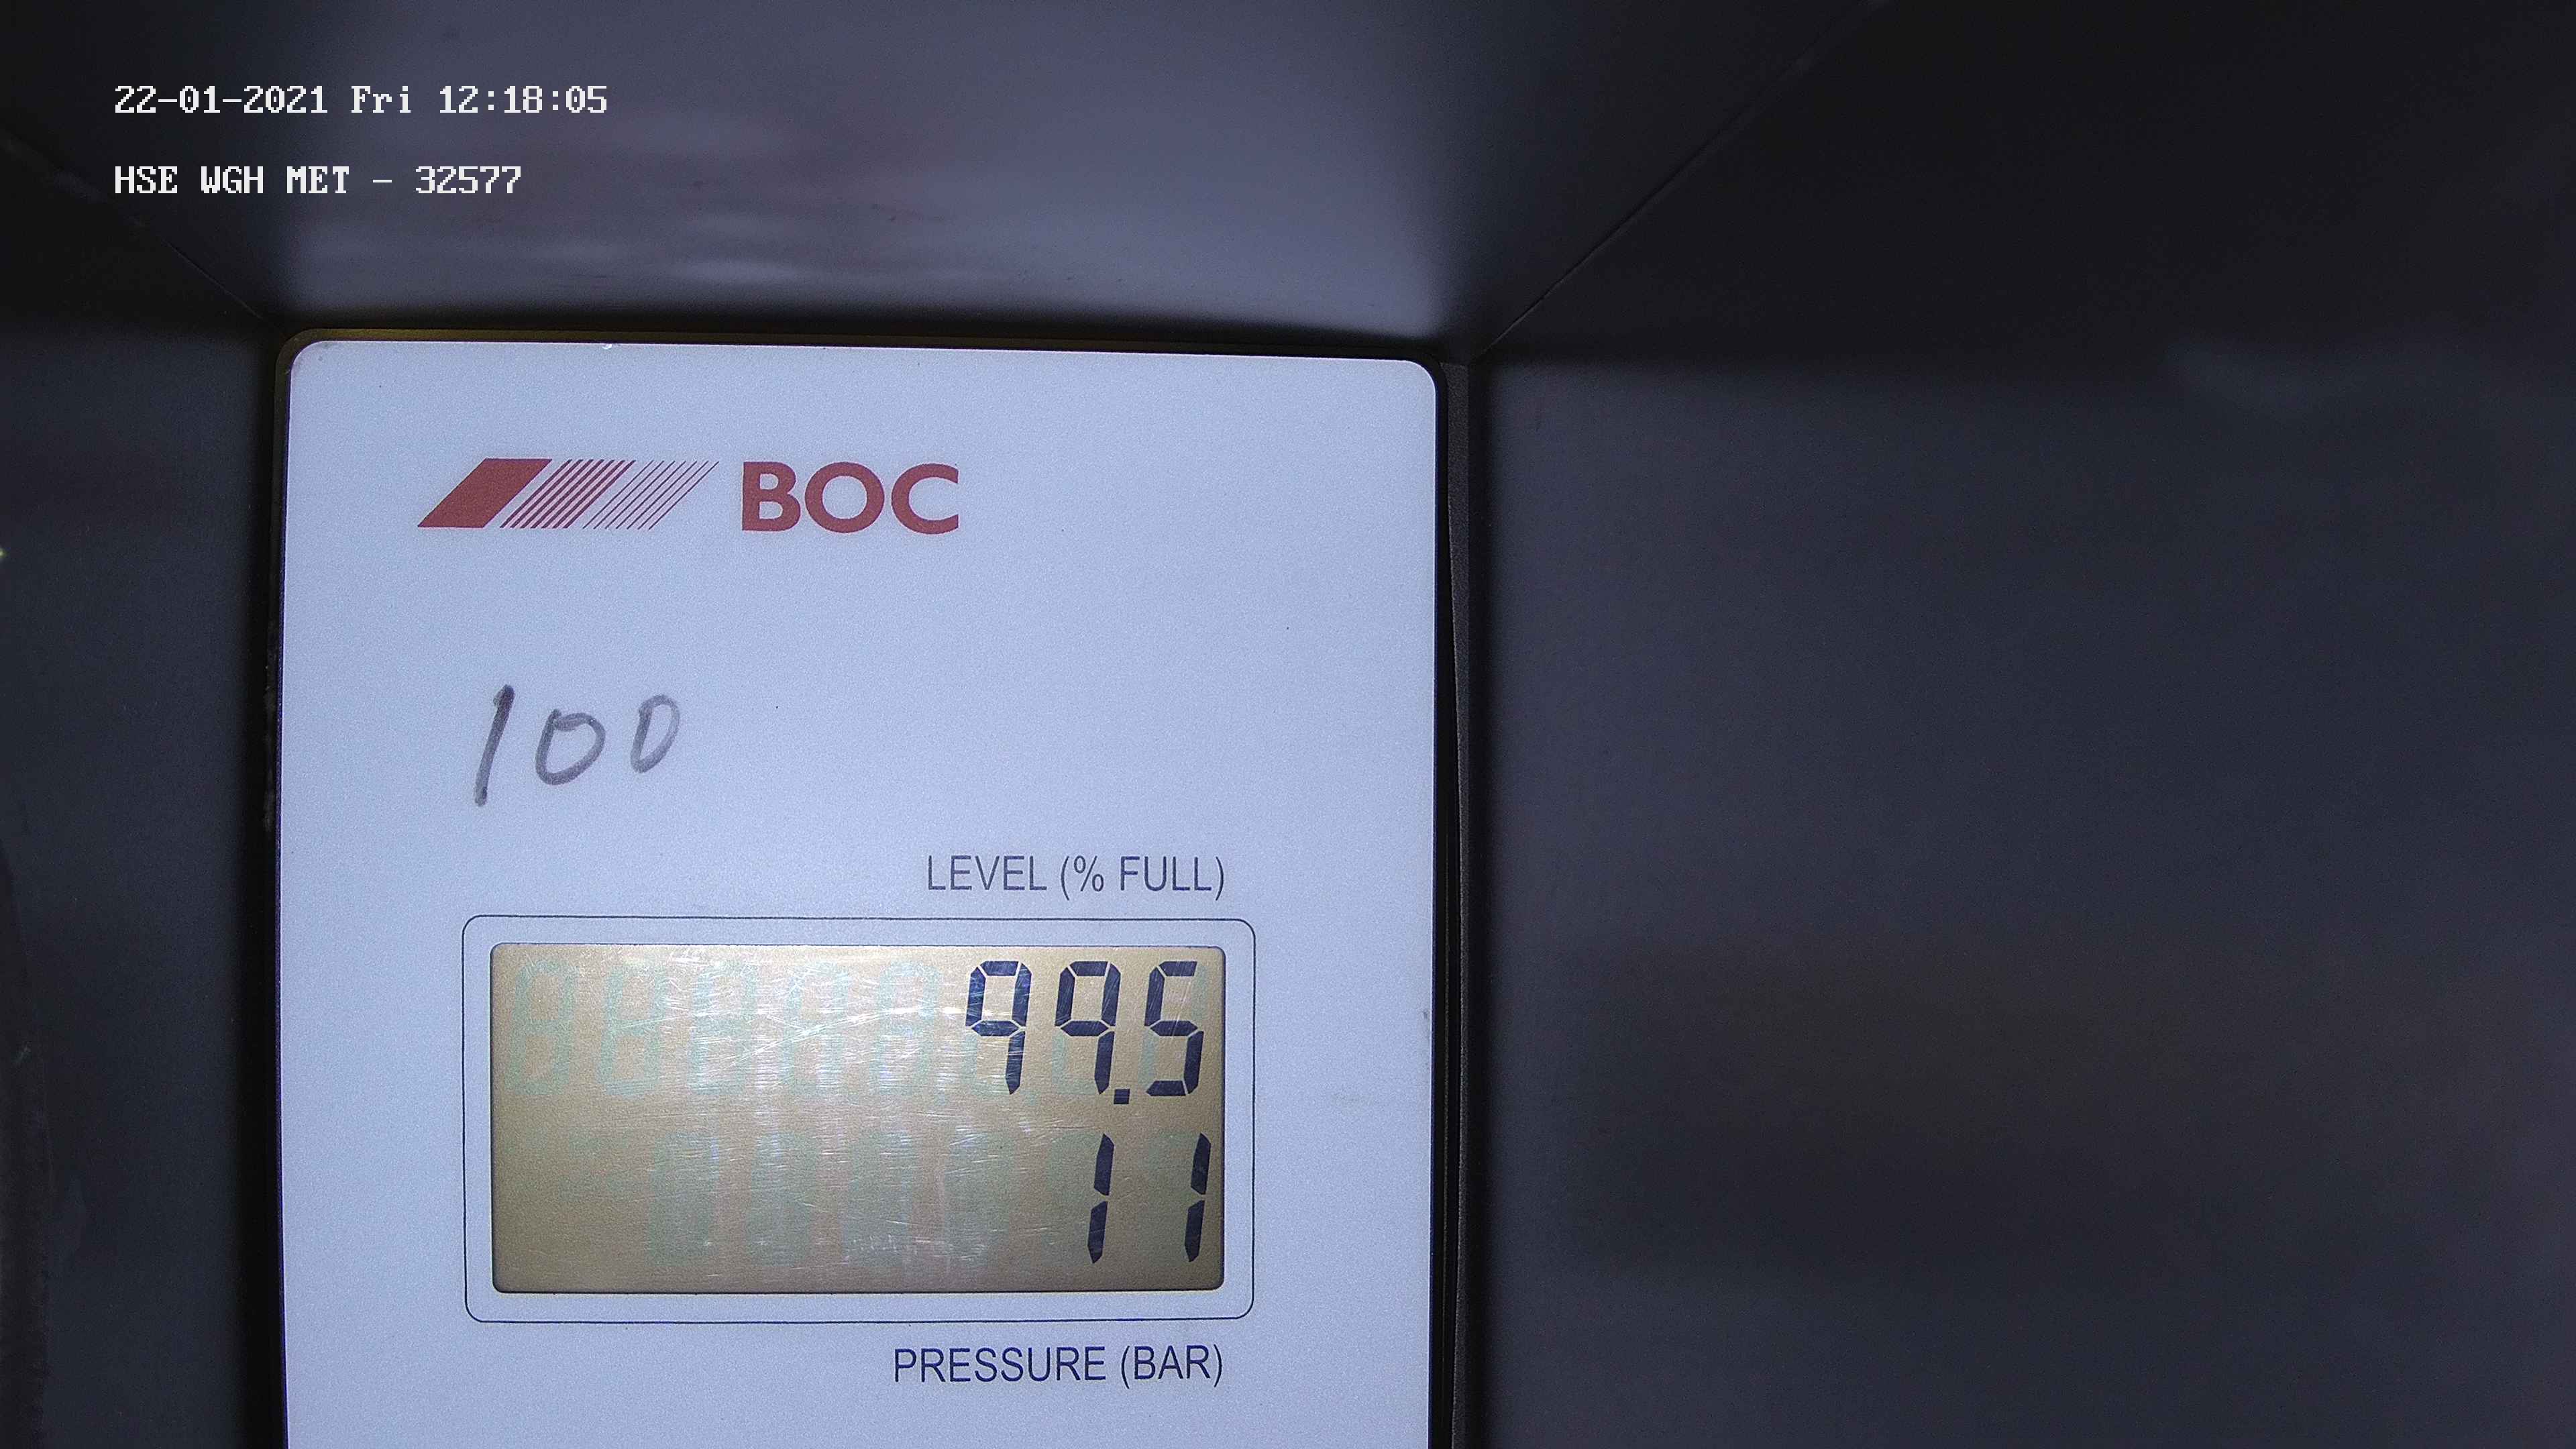 22-01-2021 Fri 12:18:05
HSE WGH MET - 32577
BOC
100
LEVEL (% FULL)
99.5
11
PRESSURE (BAR)